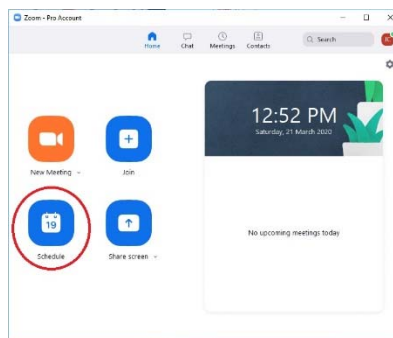 Zoom - Pro Account
Home Chat Meetings Contacts
Search
12:52 PM
Saturday, 21 March 2020
New Meeting
Join
19
Schedule
Share screen
No upcoming meetings today